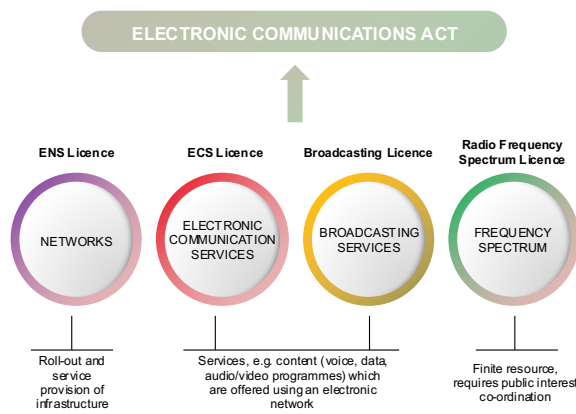 ELECTRONIC COMMUNICATIONS ACT
ENS Licence
ECS Licence
Broadcasting Licence
Radio Frequency
Spectrum Licence
NETWORKS
ELECTRONIC
COMMUNICATION
SERVICES
BROADCASTING
SERVICES
FREQUENCY
SPECTRUM
Roll-out and
service
provision of
infrastructure
Services, e.g. content (voice, data,
audio/video programmes) which
are offered using an electronic
network
Finite resource,
requires public interest
co-ordination